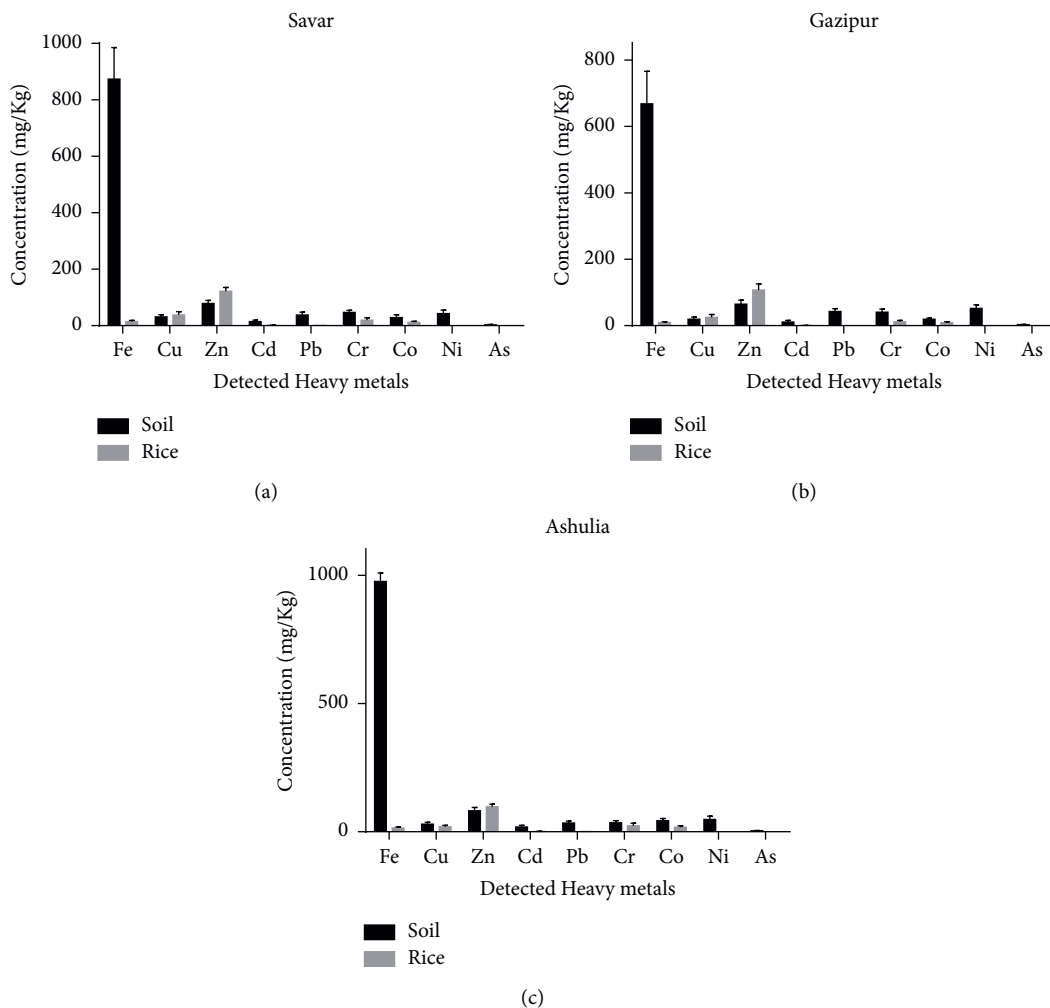 Savar
Concentration (mg/Kg)
1000
800
600
400
200
0
Fe Cu Zn Cd Pb Cr Co Ni As
Detected Heavy metals
Soil
Rice
(a)
Gazipur
Concentration (mg/Kg)
800
600
400
200
0
Fe Cu Zn Cd Pb Cr Co Ni As
Detected Heavy metals
Soil
Rice
(b)
Ashulia
Concentration (mg/Kg)
1000
500
0
Fe Cu Zn Cd Pb Cr Co Ni As
Detected Heavy metals
Soil
Rice
(c)